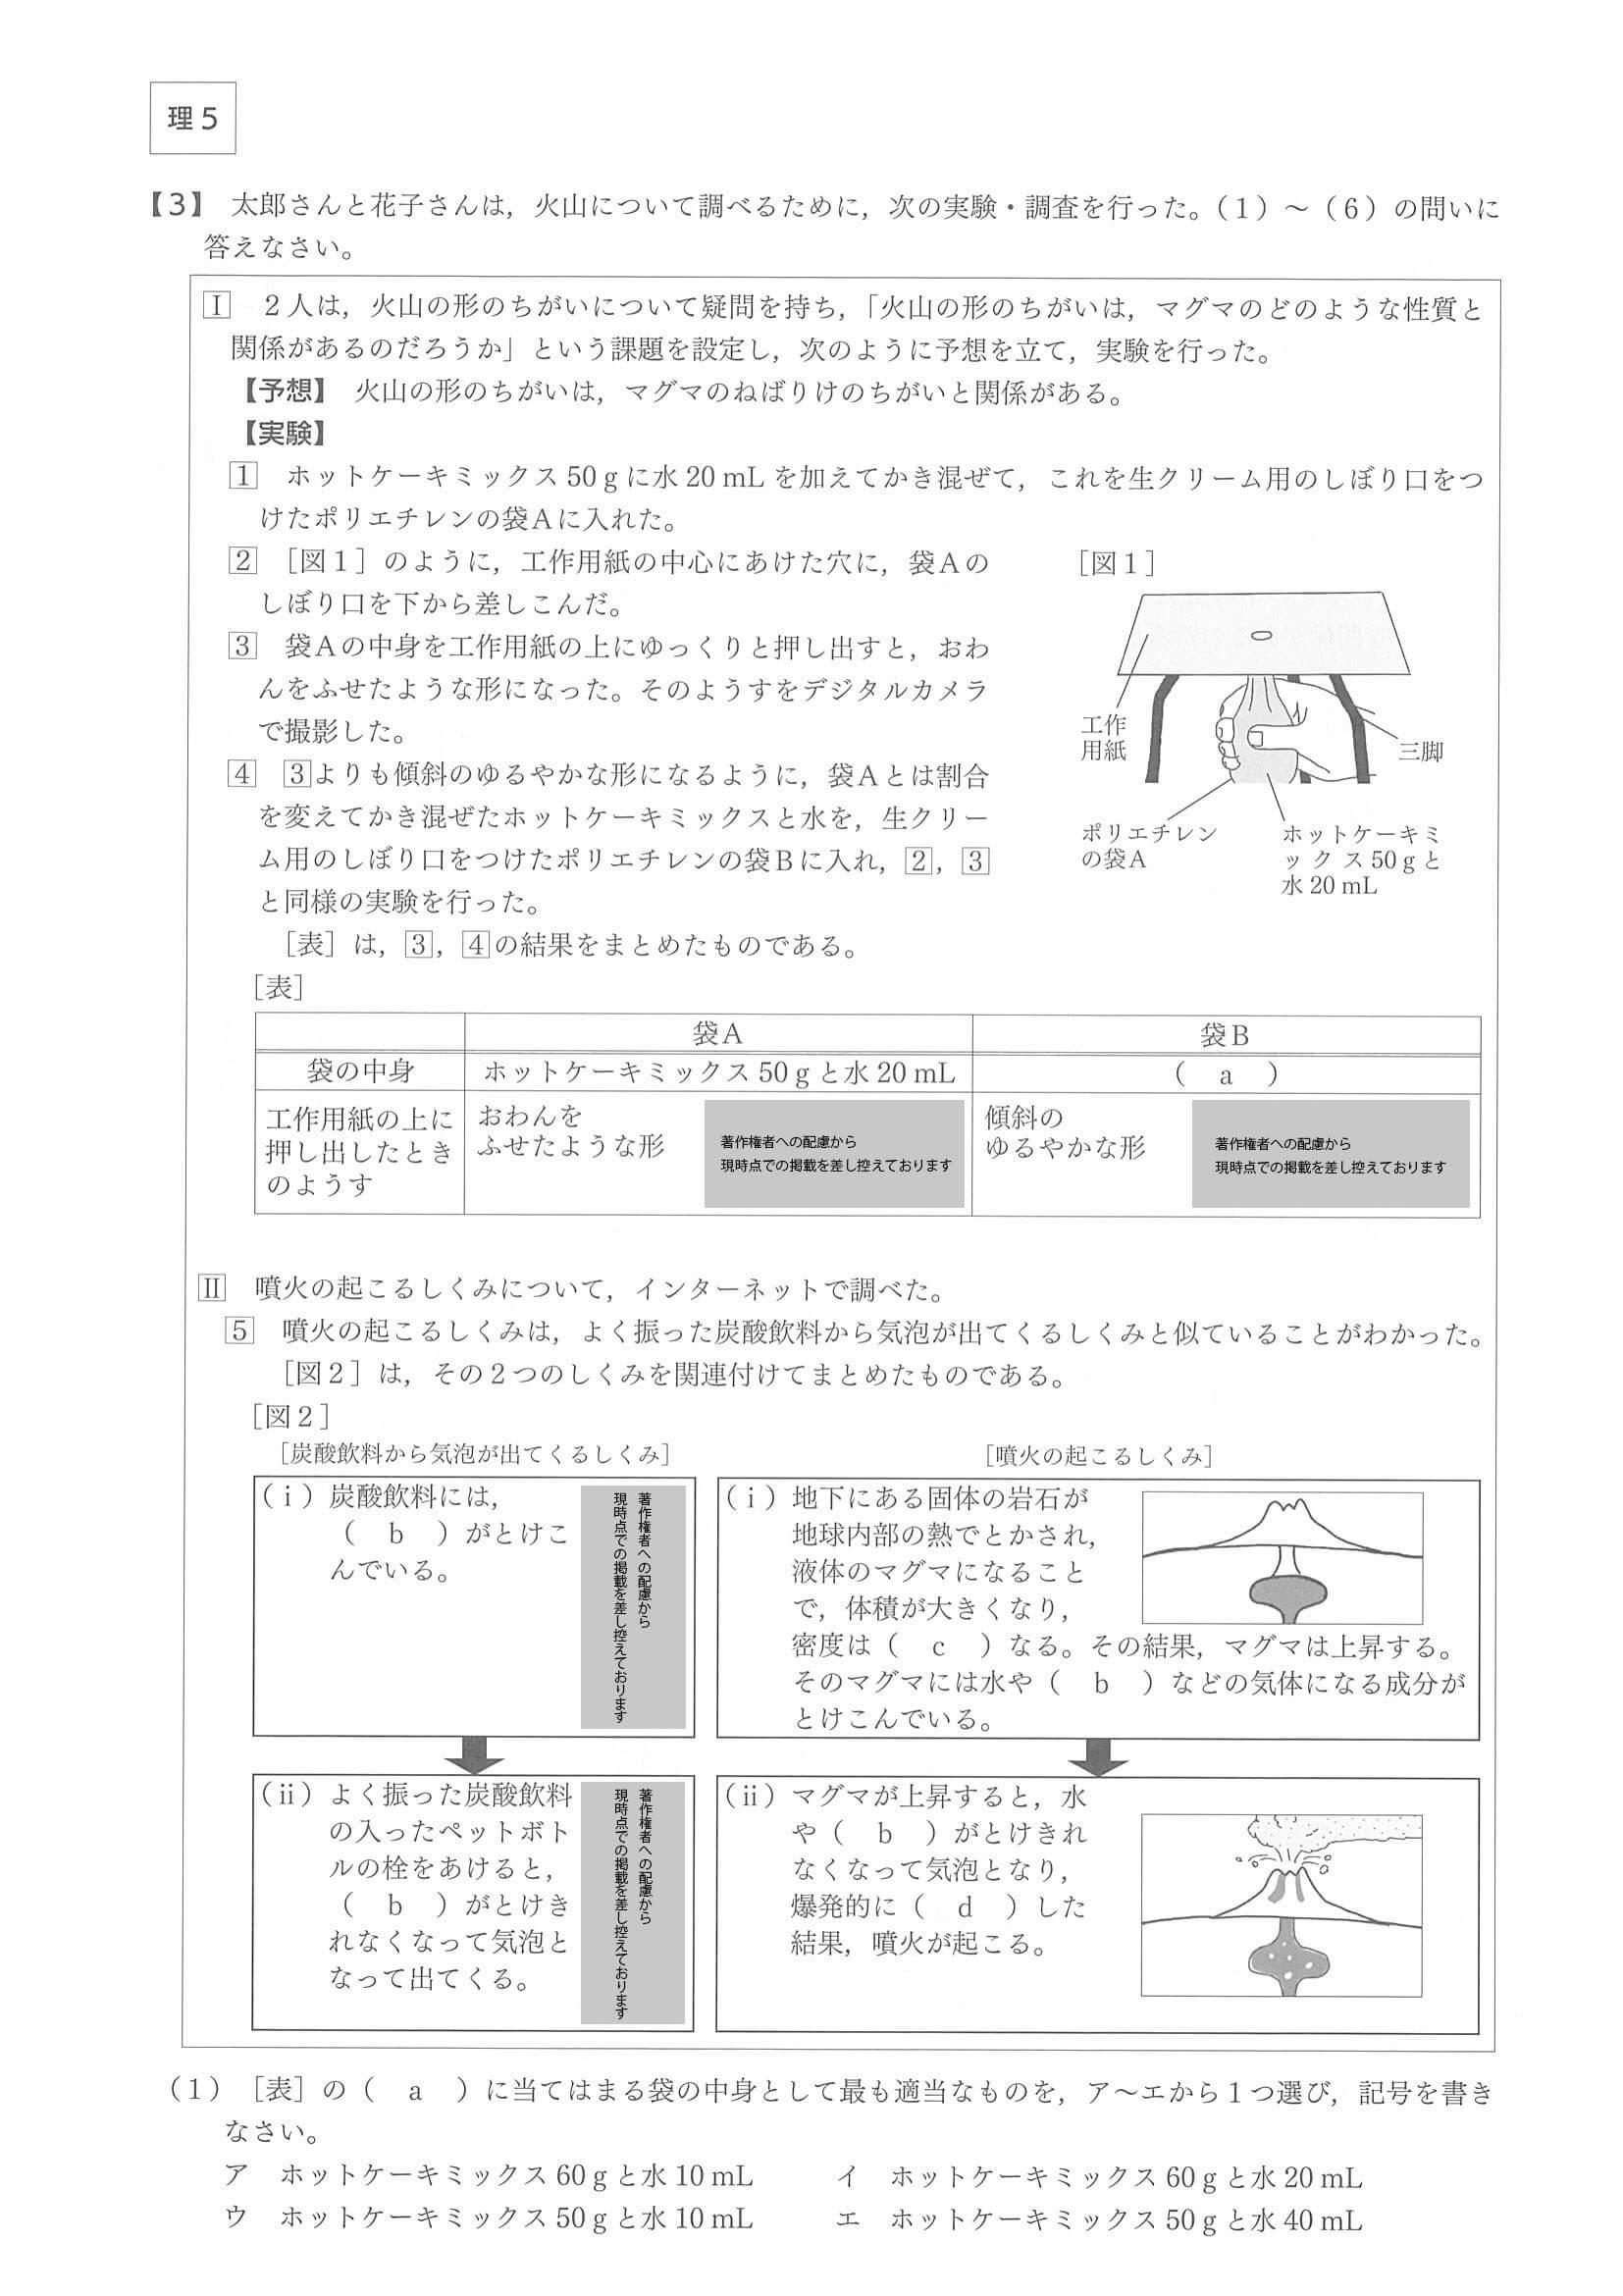 理5
【3】 太郎さんと花子さんは，火山について調べるために，次の実験・調査を行った。（1）～（6）の問いに
答えなさい。
Ⅰ 2人は，火山の形のちがいについて疑問を持ち，「火山の形のちがいは，マグマのどのような性質と
関係があるのだろうか」という課題を設定し，次のように予想を立て，実験を行った。
【予想】 火山の形のちがいは，マグマのねばりけのちがいと関係がある。
【実験】
1 ホットケーキミックス50gに水20mLを加えてかき混ぜて，これを生クリーム用のしぼり口をつ
けたポリエチレンの袋Aに入れた。
2 ［図1］のように，工作用紙の中心にあけた穴に，袋Aの
しぼり口を下から差しこんだ。
3 袋Aの中身を工作用紙の上にゆっくりと押し出すと，おわ
んをふせたような形になった。そのようすをデジタルカメラ
で撮影した。
4 3よりも傾斜のゆるやかな形になるように，袋Aとは割合
を変えてかき混ぜたホットケーキミックスと水を，生クリー
ム用のしぼり口をつけたポリエチレンの袋Bに入れ，2，3
と同様の実験を行った。
［表］は，3，4の結果をまとめたものである。
［図1］
工作
用紙
三脚
ポリエチレン
の袋A
ホットケーキミ
ックス50gと
水20mL
［表］
袋A 袋B
袋の中身 ホットケーキミックス50gと水20mL （ a ）
工作用紙の上に
押し出したとき
のようす
おわんを
ふせたような形
著作権者への配慮から
現時点での掲載を差し控えております
傾斜の
ゆるやかな形
著作権者への配慮から
現時点での掲載を差し控えております
Ⅱ 噴火の起こるしくみについて，インターネットで調べた。
5 噴火の起こるしくみは，よく振った炭酸飲料から気泡が出てくるしくみと似ていることがわかった。
［図2］は，その2つのしくみを関連付けてまとめたものである。
［図2］
［炭酸飲料から気泡が出てくるしくみ］
（ⅰ）炭酸飲料には，
（ b ）がとけこ
んでいる。
著作権者への配慮から
現時点での掲載を差し控えております
（ⅱ）よく振った炭酸飲料
の入ったペットボト
ルの栓をあけると，
（ b ）がとけき
れなくなって気泡と
なって出てくる。
著作権者への配慮から
現時点での掲載を差し控えております
［噴火の起こるしくみ］
（ⅰ）地下にある固体の岩石が
地球内部の熱でとかされ，
液体のマグマになること
で，体積が大きくなり，
密度は（ c ）なる。その結果，マグマは上昇する。
そのマグマには水や（ b ）などの気体になる成分が
とけこんでいる。
（ⅱ）マグマが上昇すると，水
や（ b ）がとけきれ
なくなって気泡となり，
爆発的に（ d ）した
結果，噴火が起こる。
（1）［表］の（ a ）に当てはまる袋の中身として最も適当なものを，ア～エから1つ選び，記号を書き
なさい。
ア ホットケーキミックス60gと水10mL イ ホットケーキミックス60gと水20mL
ウ ホットケーキミックス50gと水10mL エ ホットケーキミックス50gと水40mL